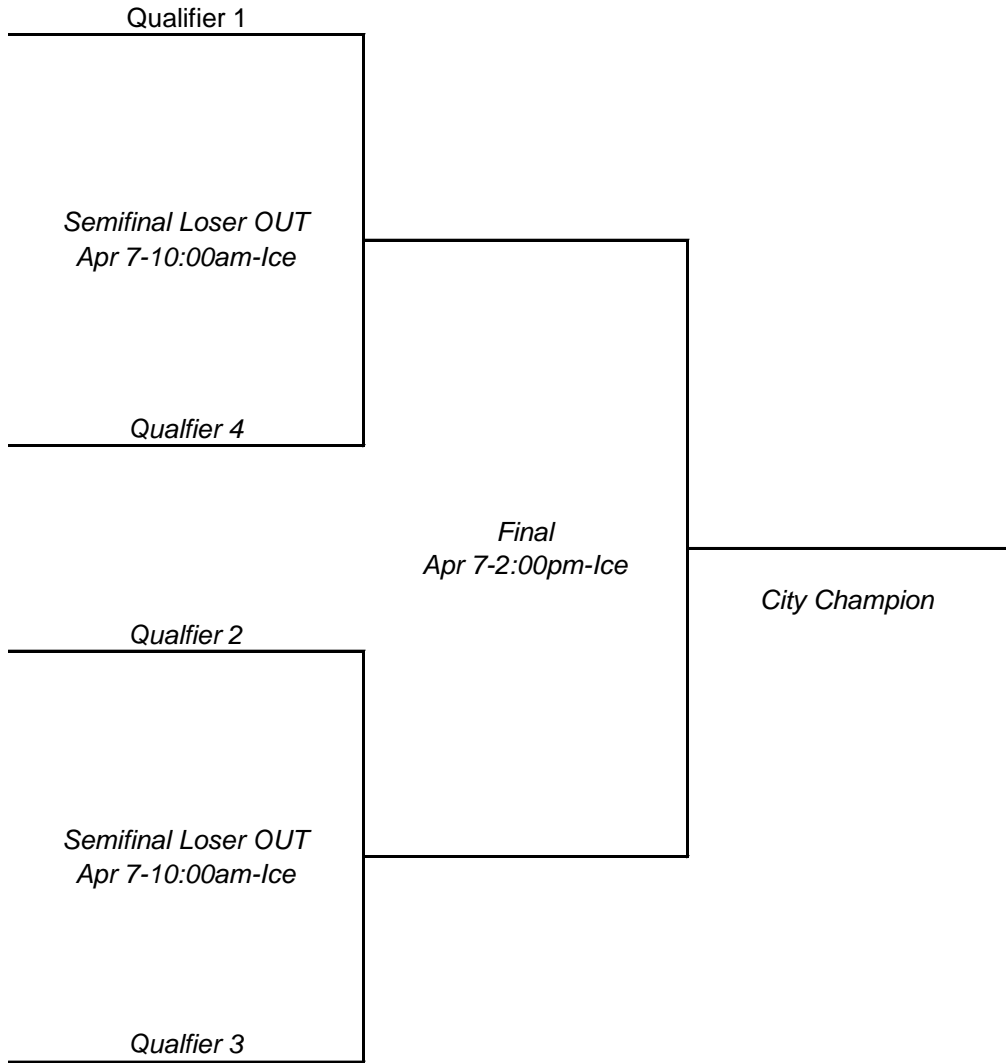 Qualifier 1
Semifinal Loser OUT
Apr 7-10:00am-Ice
Qualfier 4
Final
Apr 7-2:00pm-Ice
City Champion
Qualfier 2
Semifinal Loser OUT
Apr 7-10:00am-Ice
Qualfier 3